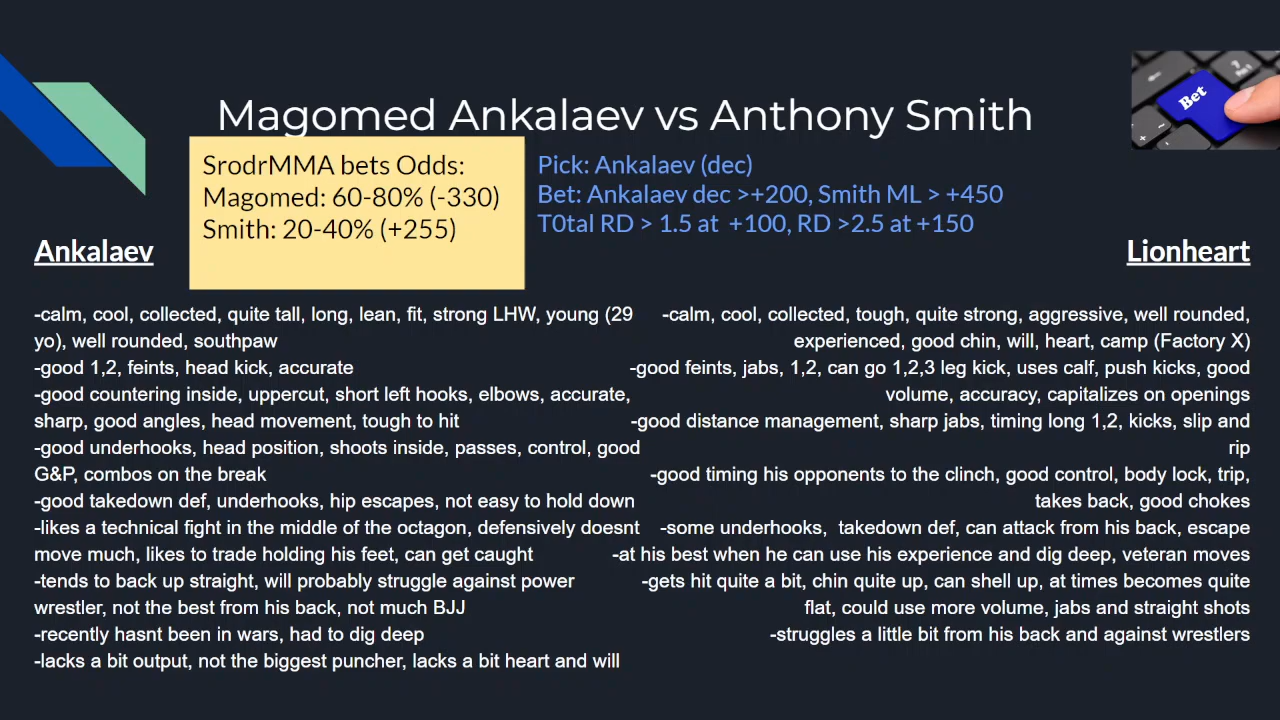 Bet
Magomed Ankalaev vs Anthony Smith
SrodrMMA bets Odds:
Magomed: 60-80% (-330)
Smith: 20-40% (+255)
Pick: Ankalaev (dec)
Bet: Ankalaev dec >+200, Smith ML > +450
T0tal RD > 1.5 at +100, RD >2.5 at +150
Ankalaev
-calm, cool, collected, quite tall, long, lean, fit, strong LHW, young (29
yo), well rounded, southpaw
-good 1,2, feints, head kick, accurate
-good countering inside, uppercut, short left hooks, elbows, accurate,
sharp, good angles, head movement, tough to hit
-good underhooks, head position, shoots inside, passes, control, good
G&P, combos on the break
-good takedown def, underhooks, hip escapes, not easy to hold down
-likes a technical fight in the middle of the octagon, defensively doesnt
move much, likes to trade holding his feet, can get caught
-tends to back up straight, will probably struggle against power
wrestler, not the best from his back, not much BJJ
-recently hasnt been in wars, had to dig deep
-lacks a bit output, not the biggest puncher, lacks a bit heart and will
Lionheart
-calm, cool, collected, tough, quite strong, aggressive, well rounded,
experienced, good chin, will, heart, camp (Factory X)
-good feints, jabs, 1,2, can go 1,2,3 leg kick, uses calf, push kicks, good
volume, accuracy, capitalizes on openings
-good distance management, sharp jabs, timing long 1,2, kicks, slip and
rip
-good timing his opponents to the clinch, good control, body lock, trip,
takes back, good chokes
-some underhooks, takedown def, can attack from his back, escape
-at his best when he can use his experience and dig deep, veteran moves
-gets hit quite a bit, chin quite up, can shell up, at times becomes quite
flat, could use more volume, jabs and straight shots
-struggles a little bit from his back and against wrestlers